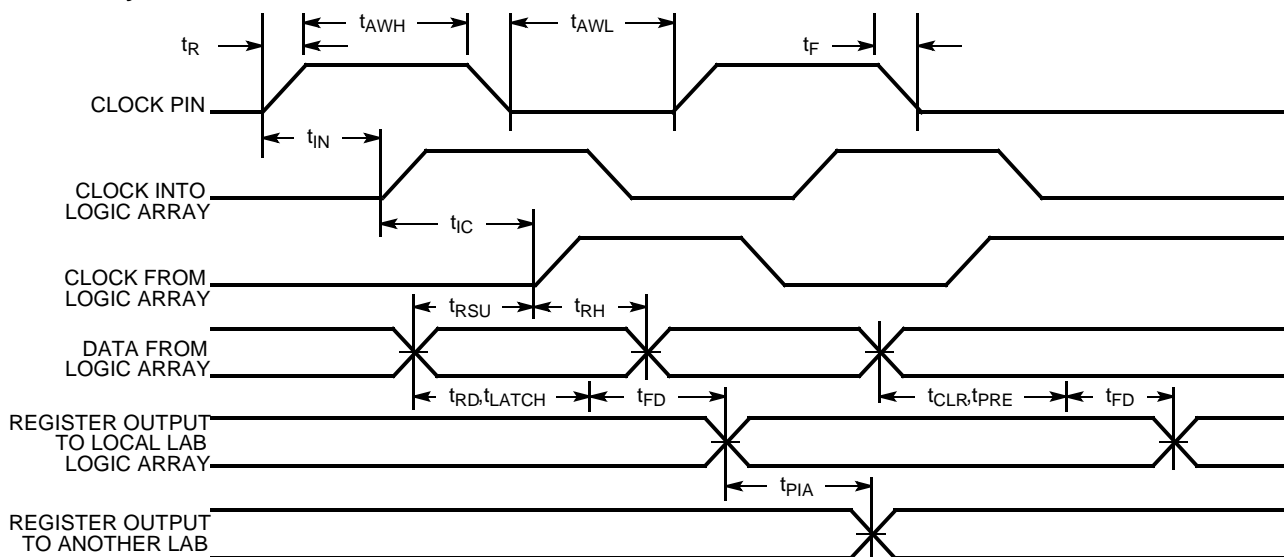 tAWH
tAWL
tR
tF
CLOCK PIN
tIN
CLOCK INTO
LOGIC ARRAY
tIC
CLOCK FROM
LOGIC ARRAY
tRSU
tRH
DATA FROM
LOGIC ARRAY
tRD,tLATCH
tFD
tCLR,tPRE
tFD
REGISTER OUTPUT
TO LOCAL LAB
LOGIC ARRAY
tPIA
REGISTER OUTPUT
TO ANOTHER LAB